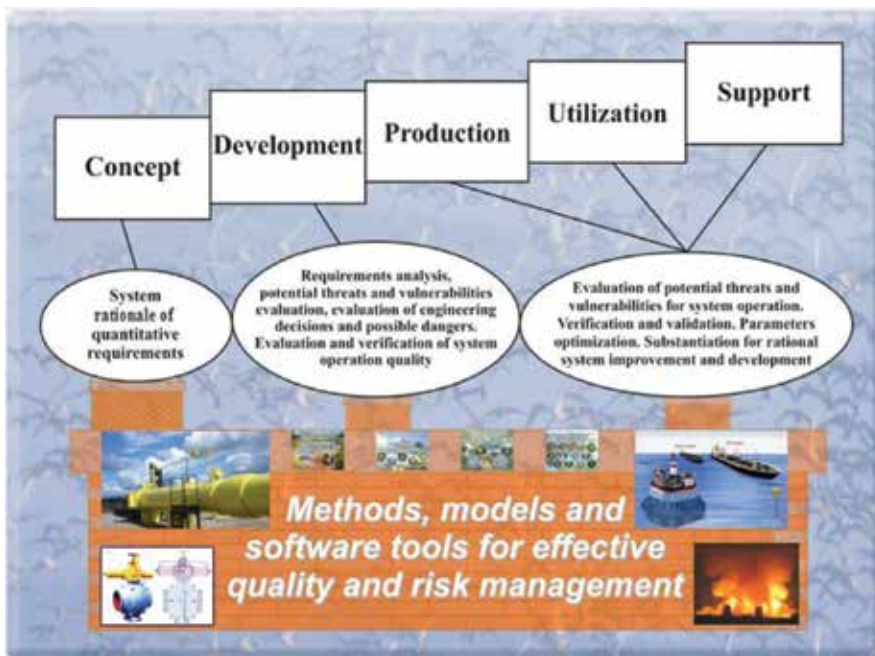 Concept
Development
Production
Utilization
Support
System
rationale of
quantitative
requirements
Requirements analysis,
potential threats and vulnerabilities
evaluation, evaluation of engineering
decisions and possible dangers.
Evaluation and verification of system
operation quality
Evaluation of potential threats and
vulnerabilities for system operation.
Verification and validation. Parameters
optimization. Substantiation for rational
system improvement and development
Methods, models and
software tools for effective
quality and risk management